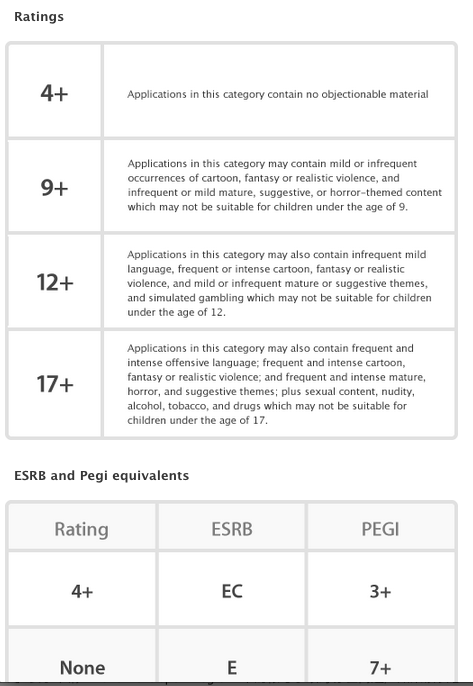 Ratings
4+
Applications in this category contain no objectionable material
9+
Applications in this category may contain mild or infrequent
occurrences of cartoon, fantasy or realistic violence, and
infrequent or mild mature, suggestive, or horror-themed content
which may not be suitable for children under the age of 9.
12+
Applications in this category may also contain infrequent mild
language, frequent or intense cartoon, fantasy or realistic
violence, and mild or infrequent mature or suggestive themes,
and simulated gambling which may not be suitable for children
under the age of 12.
17+
Applications in this category may also contain frequent and
intense offensive language; frequent and intense cartoon,
fantasy or realistic violence; and frequent and intense mature,
horror, and suggestive themes; plus sexual content, nudity,
alcohol, tobacco, and drugs which may not be suitable for
children under the age of 17.
ESRB and Pegi equivalents
Rating ESRB PEGI
4+ EC 3+
None E 7+